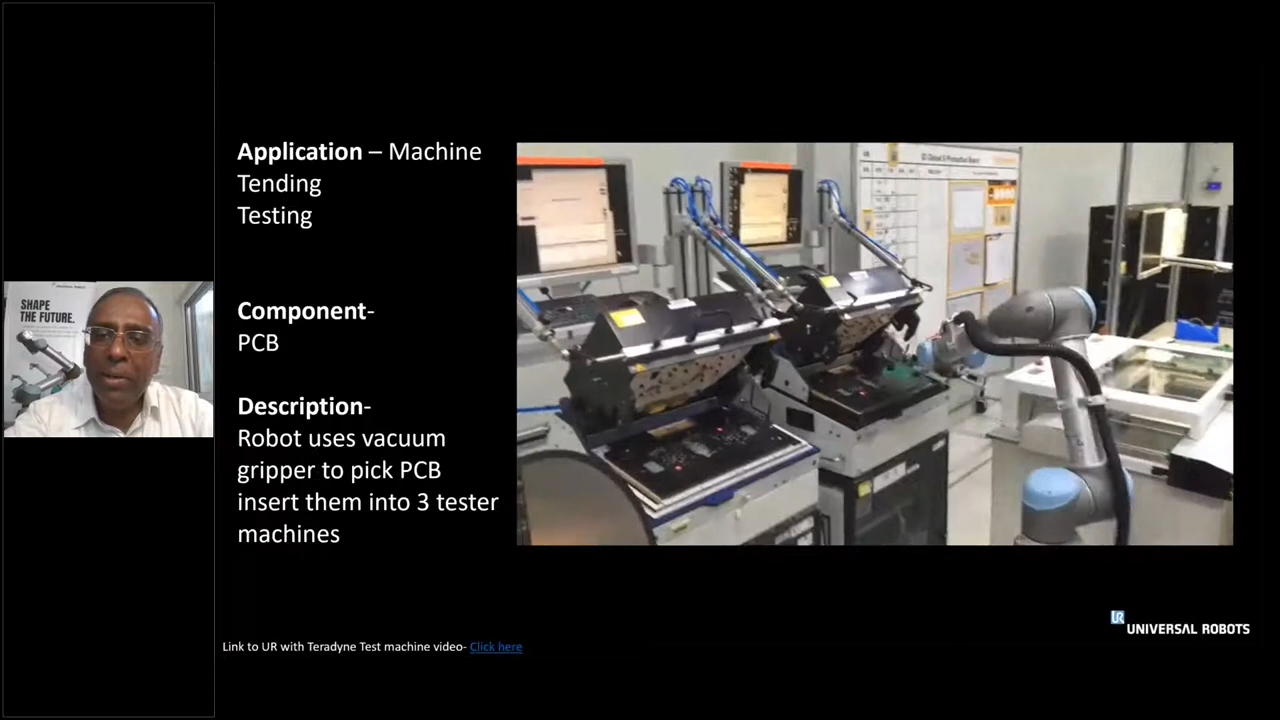 Application – Machine
Tending
Testing
Component-
PCB
Description-
Robot uses vacuum
gripper to pick PCB
insert them into 3 tester
machines
SHAPE
THE FUTURE.
UR
UNIVERSAL ROBOTS
Link to UR with Teradyne Test machine video- Click here